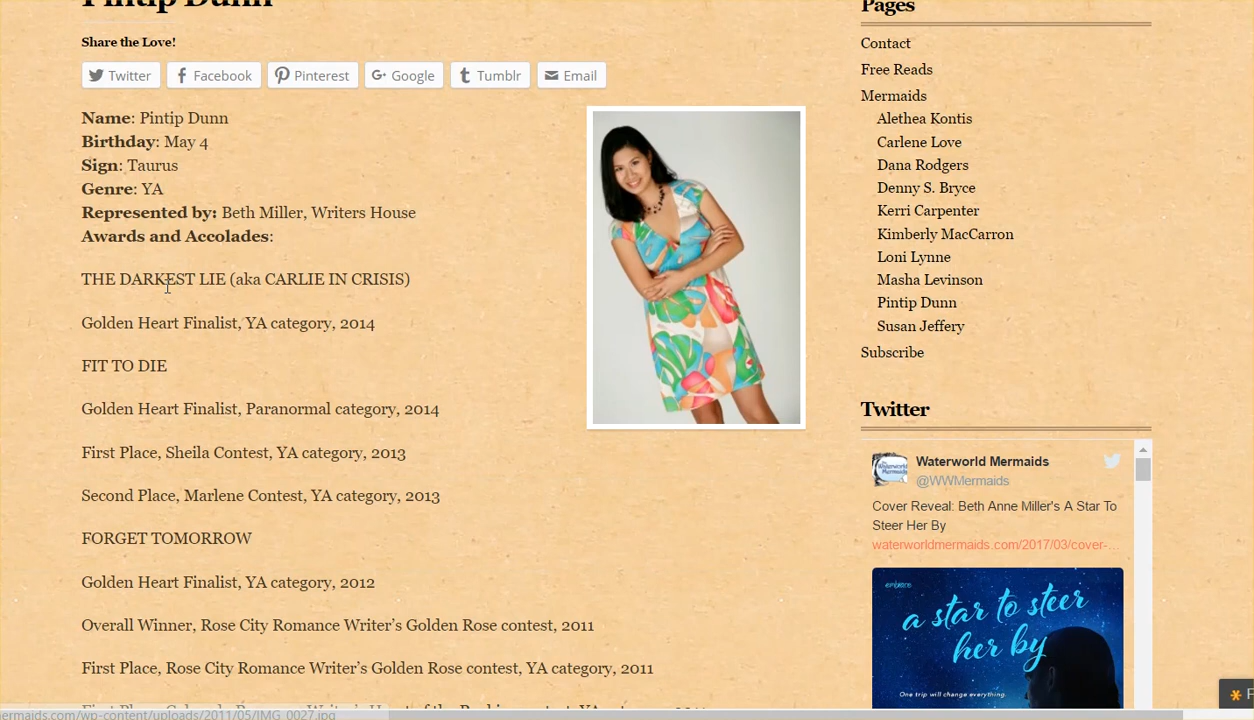 Pintip Dunn
Share the Love!
Twitter
Facebook
Pinterest
Google
Tumblr
Email
Name: Pintip Dunn
Birthday: May 4
Sign: Taurus
Genre: YA
Represented by: Beth Miller, Writers House
Awards and Accolades:
THE DARKEST LIE (aka CARLIE IN CRISIS)
Golden Heart Finalist, YA category, 2014
FIT TO DIE
Golden Heart Finalist, Paranormal category, 2014
First Place, Sheila Contest, YA category, 2013
Second Place, Marlene Contest, YA category, 2013
FORGET TOMORROW
Golden Heart Finalist, YA category, 2012
Overall Winner, Rose City Romance Writer’s Golden Rose contest, 2011
First Place, Rose City Romance Writer’s Golden Rose contest, YA category, 2011
ermaids.com/wp-content/uploads/2011/05/IMG_0027.jpg
Pages
Contact
Free Reads
Mermaids
Alethea Kontis
Carlene Love
Dana Rodgers
Denny S. Bryce
Kerri Carpenter
Kimberly MacCarron
Loni Lynne
Masha Levinson
Pintip Dunn
Susan Jeffery
Subscribe
Twitter
Waterworld Mermaids
@WWMermaids
Cover Reveal: Beth Anne Miller's A Star To
Steer Her By
waterworldmermaids.com/2017/03/cover-...
embrace
a star to steer
her by
One trip will change everything.
F